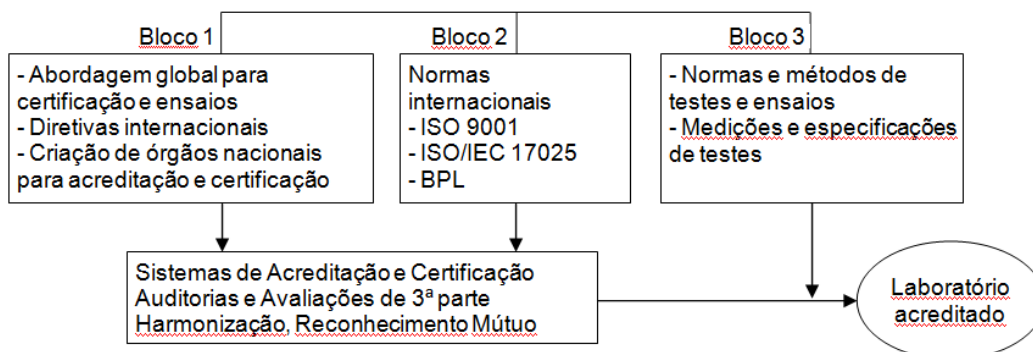 Bloco 1
Bloco 2
Bloco 3
- Abordagem global para
certificação e ensaios
- Diretivas internacionais
- Criação de órgãos nacionais
para acreditação e certificação
Normas
internacionais
- ISO 9001
- ISO/IEC 17025
- BPL
- Normas e métodos de
testes e ensaios
- Medições e especificações
de testes
Sistemas de Acreditação e Certificação
Auditorias e Avaliações de 3ª parte
Harmonização, Reconhecimento Mútuo
Laboratório
acreditado